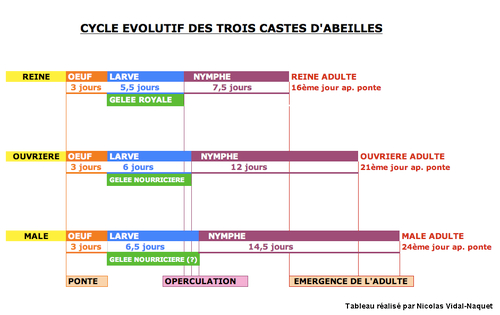 CYCLE EVOLUTIF DES TROIS CASTES D'ABEILLES
REINE OEUF LARVE NYMPHE REINE ADULTE
3 jours 5,5 jours 7,5 jours 16ème jour ap. ponte
GELEE ROYALE
OUVRIERE OEUF LARVE NYMPHE OUVRIERE ADULTE
3 jours 6 jours 12 jours 21ème jour ap. ponte
GELEE NOURRICIERE
MALE OEUF LARVE NYMPHE MALE ADULTE
3 jours 6,5 jours 14,5 jours 24ème jour ap. ponte
GELEE NOURRICIERE (?)
PONTE OPERCULATION EMERGENCE DE L'ADULTE
Tableau réalisé par Nicolas Vidal-Naquet